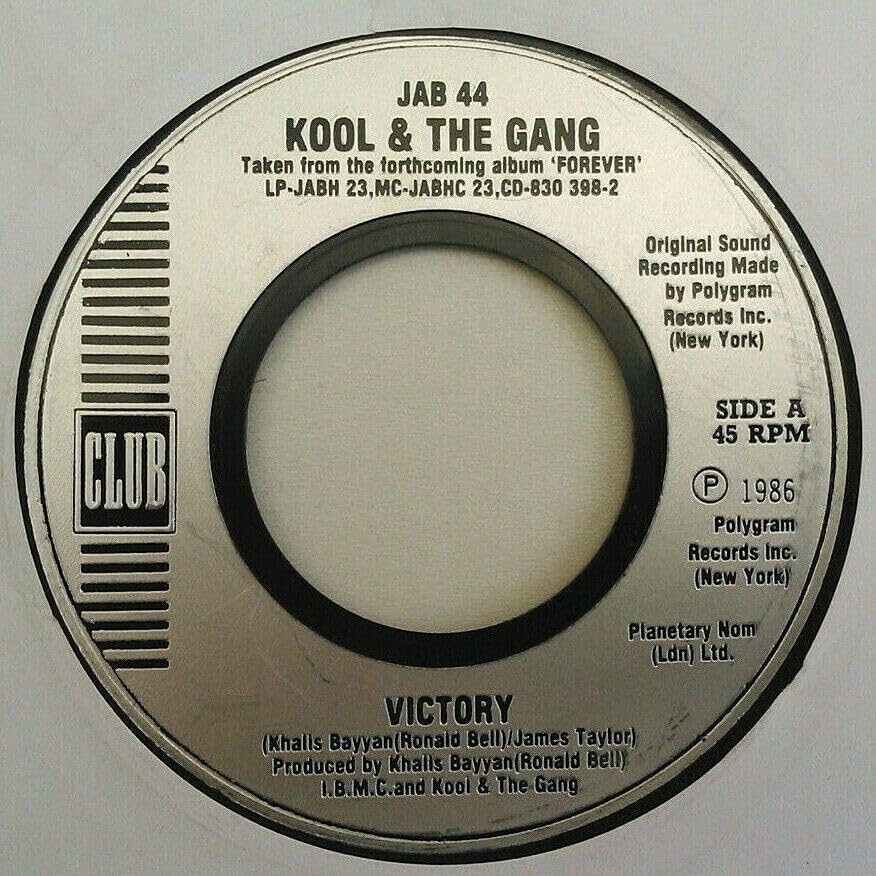 JAB 44
KOOL & THE GANG
Taken from the forthcoming album 'FOREVER'
LP-JABH 23,MC-JABHC 23,CD-830 398-2
Original Sound
Recording Made
by Polygram
Records Inc.
(New York)
CLUB
SIDE A
45 RPM
Ⓟ 1986
Polygram
Records Inc.
(New York)
Planetary Nom
(Ldn) Ltd.
VICTORY
(Khalis Bayyan(Ronald Bell)/James Taylor)
Produced by Khalis Bayyan(Ronald Bell)
I.B.M.C.and Kool & The Gang